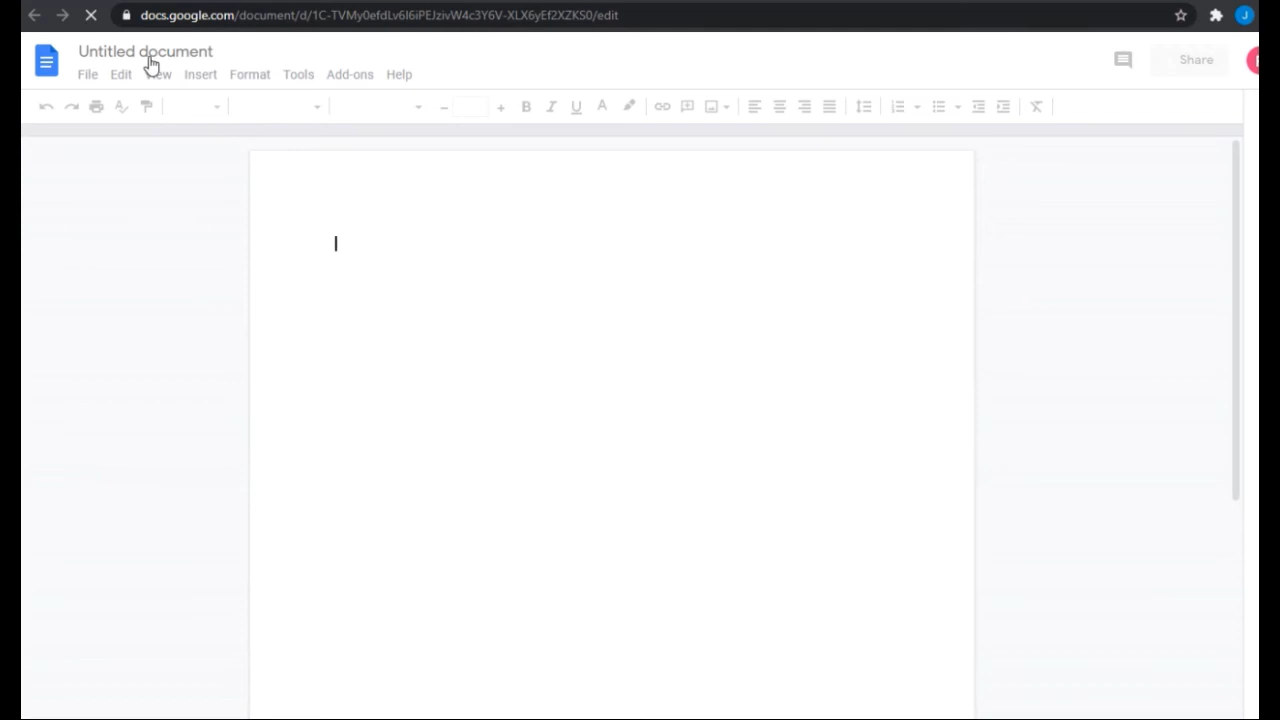 docs.google.com/document/d/1C-TVMy0efdLv6I6iPEJzivW4c3Y6V-XLX6yEf2XZKS0/edit
J
Untitled document
File Edit View Insert Format Tools Add-ons Help
Share
B I U A